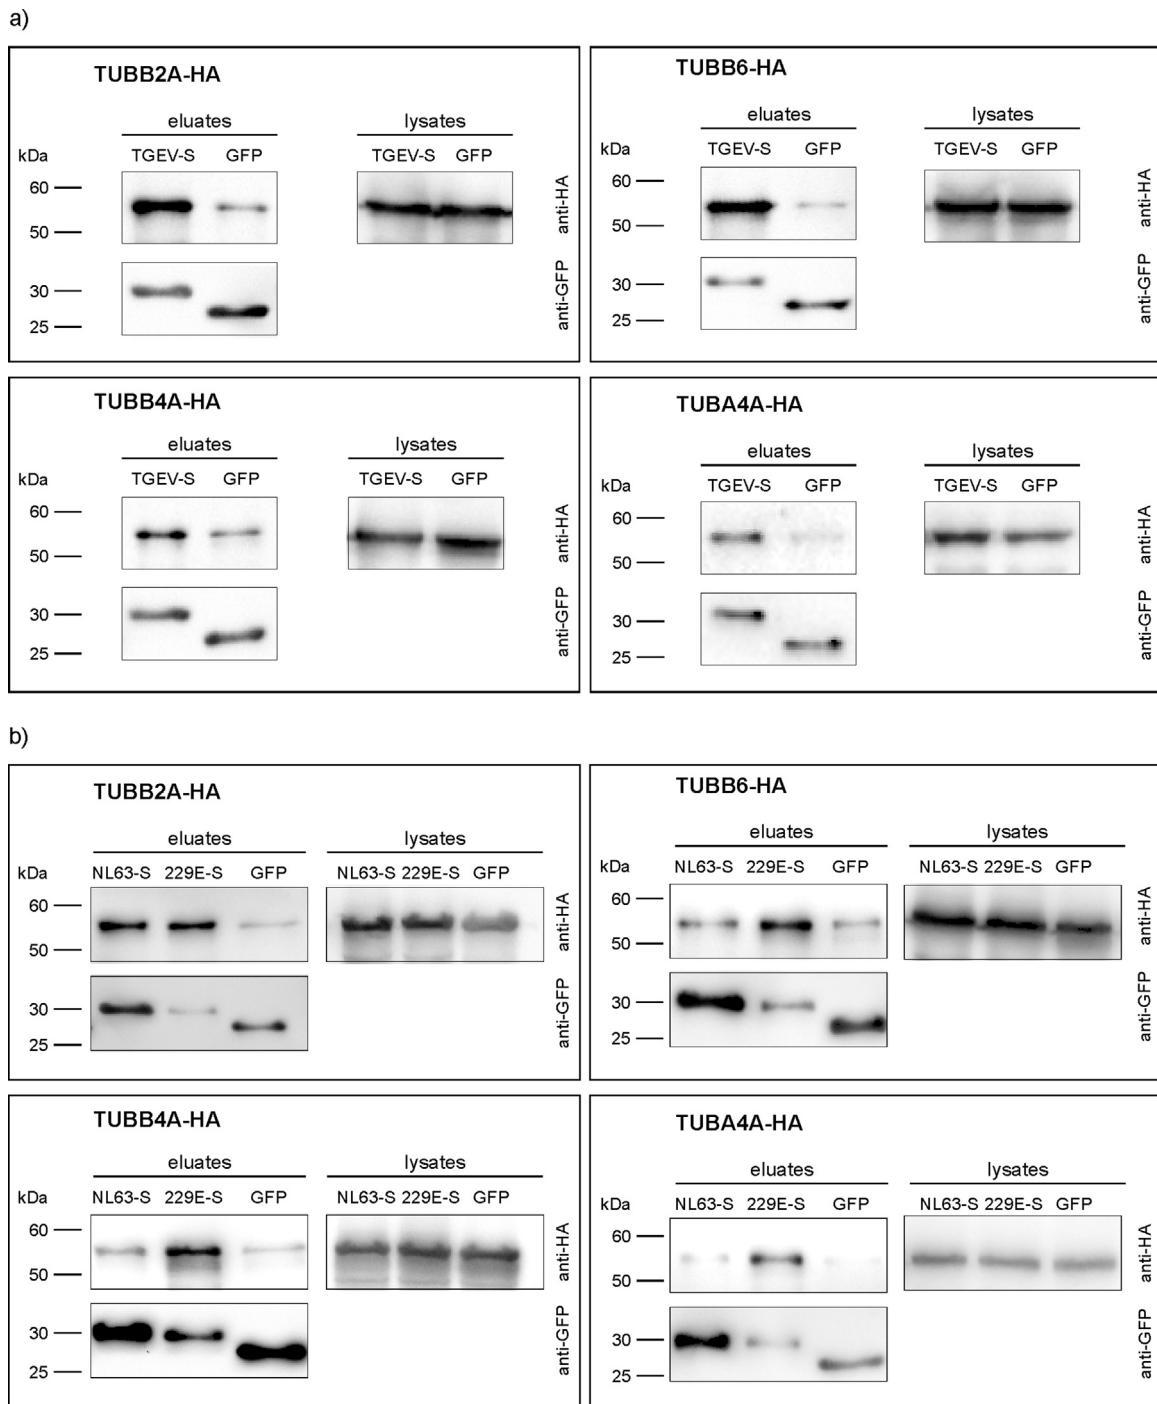 a)
TUBB2A-HA
eluates lysates
kDa TGEV-S GFP TGEV-S GFP
60
50
anti-HA
30
25
anti-GFP
TUBB6-HA
eluates lysates
kDa TGEV-S GFP TGEV-S GFP
60
50
anti-HA
30
25
anti-GFP
TUBB4A-HA
eluates lysates
kDa TGEV-S GFP TGEV-S GFP
60
50
anti-HA
30
25
anti-GFP
TUBA4A-HA
eluates lysates
kDa TGEV-S GFP TGEV-S GFP
60
50
anti-HA
30
25
anti-GFP
b)
TUBB2A-HA
eluates lysates
kDa NL63-S 229E-S GFP NL63-S 229E-S GFP
60
50
anti-HA
30
25
anti-GFP
TUBB6-HA
eluates lysates
kDa NL63-S 229E-S GFP NL63-S 229E-S GFP
60
50
anti-HA
30
25
anti-GFP
TUBB4A-HA
eluates lysates
kDa NL63-S 229E-S GFP NL63-S 229E-S GFP
60
50
anti-HA
30
25
anti-GFP
TUBA4A-HA
eluates lysates
kDa NL63-S 229E-S GFP NL63-S 229E-S GFP
60
50
anti-HA
30
25
anti-GFP